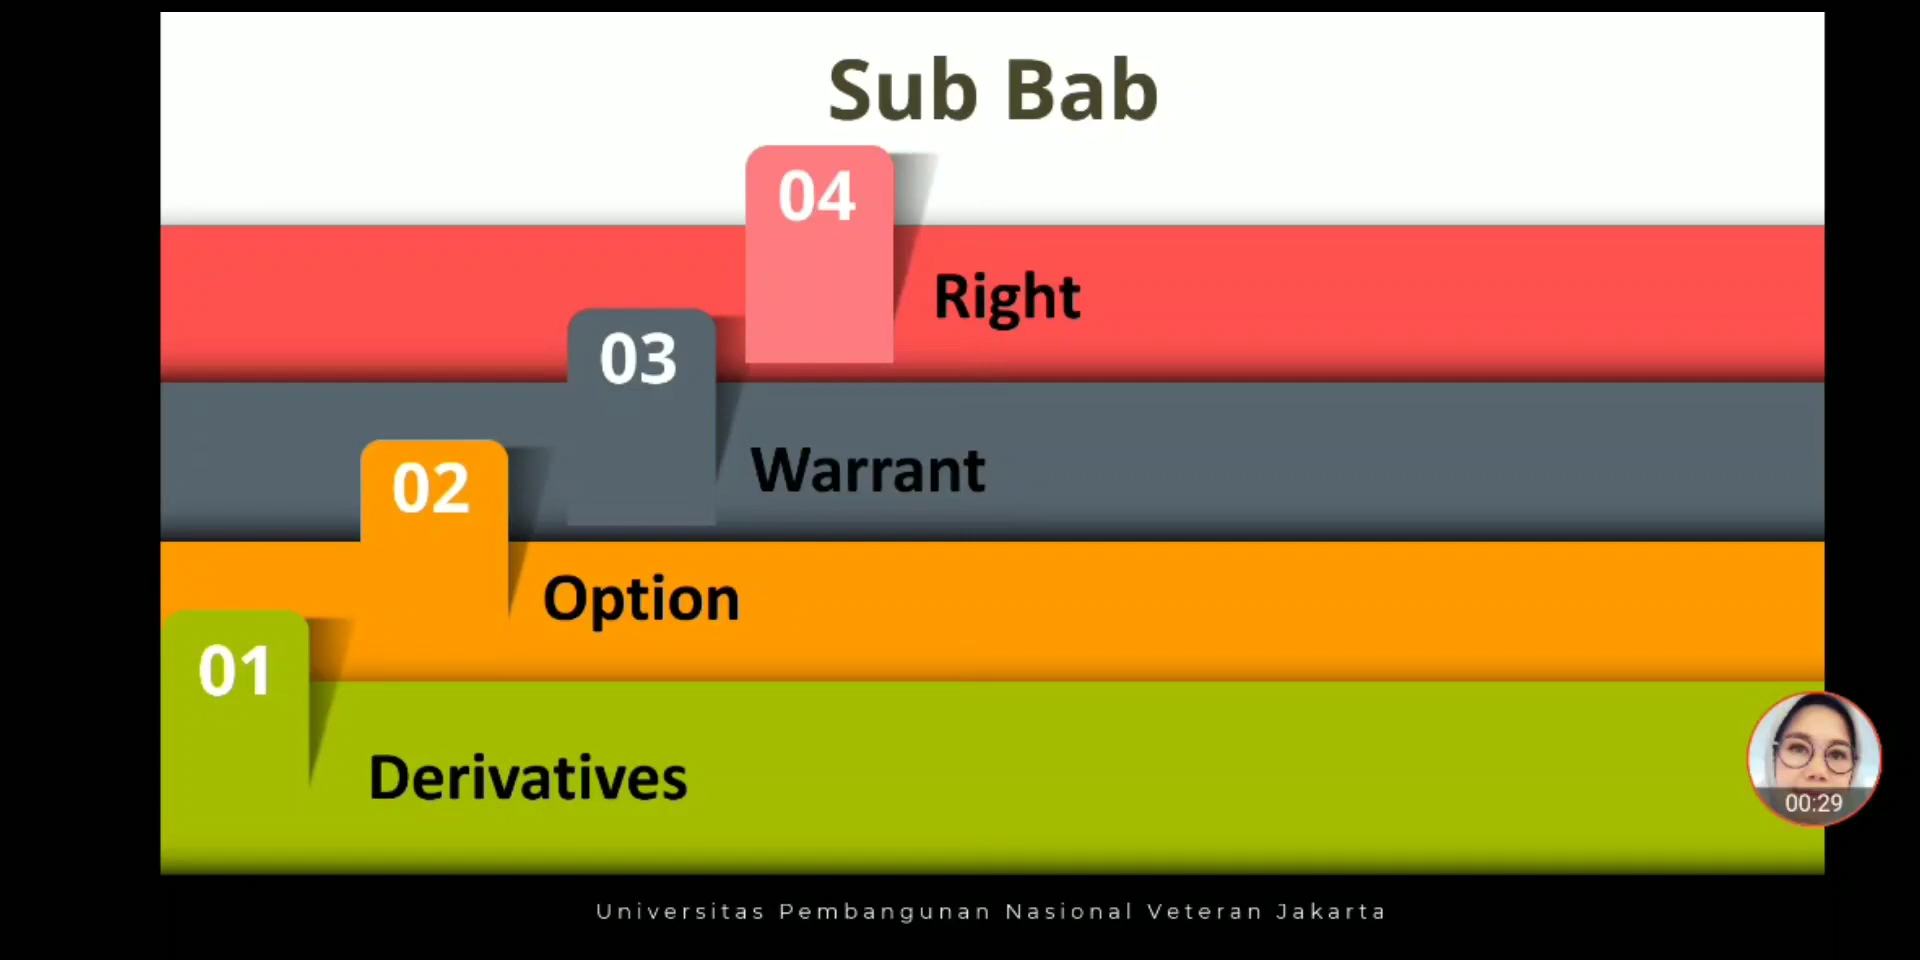 Sub Bab
04
Right
03
Warrant
02
Option
01
Derivatives
00:29
Universitas Pembangunan Nasional Veteran Jakarta